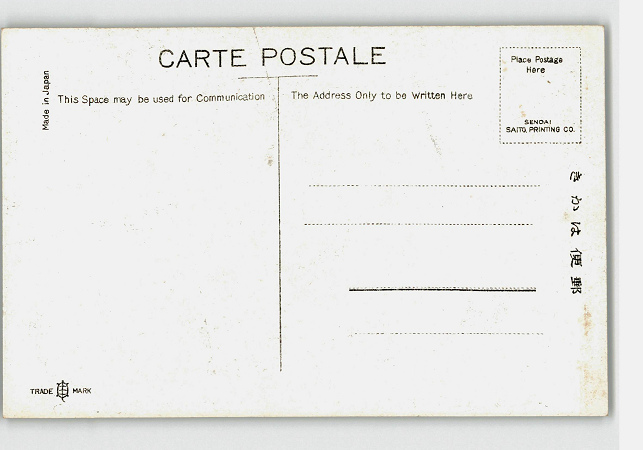 CARTE POSTALE
Made in Japan
This Space may be used for Communication
The Address Only to be Written Here
Place Postage
Here
SENDAI
SAITO PRINTING CO.
きかは便郵
TRADE MARK